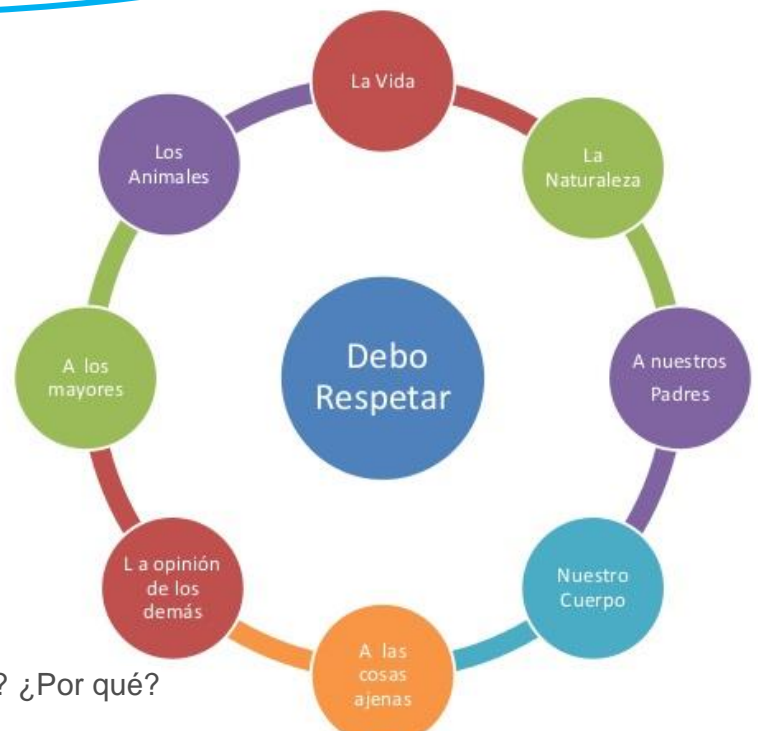 La Vida
La
Naturaleza
A nuestros
Padres
Nuestro
Cuerpo
A las
cosas
ajenas
L a opinión
de los
demás
A los
mayores
Los
Animales
Debo
Respetar
? ¿Por qué?